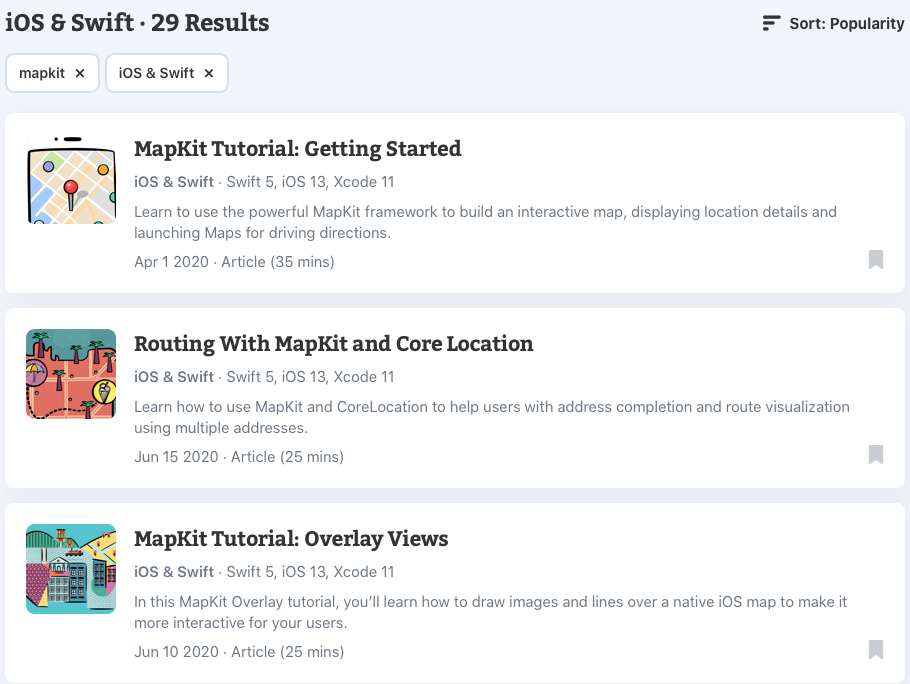 iOS & Swift · 29 Results
Sort: Popularity
mapkit ✕
iOS & Swift ✕
MapKit Tutorial: Getting Started
iOS & Swift · Swift 5, iOS 13, Xcode 11
Learn to use the powerful MapKit framework to build an interactive map, displaying location details and
launching Maps for driving directions.
Apr 1 2020 · Article (35 mins)
Routing With MapKit and Core Location
iOS & Swift · Swift 5, iOS 13, Xcode 11
Learn how to use MapKit and CoreLocation to help users with address completion and route visualization
using multiple addresses.
Jun 15 2020 · Article (25 mins)
MapKit Tutorial: Overlay Views
iOS & Swift · Swift 5, iOS 13, Xcode 11
In this MapKit Overlay tutorial, you’ll learn how to draw images and lines over a native iOS map to make it
more interactive for your users.
Jun 10 2020 · Article (25 mins)